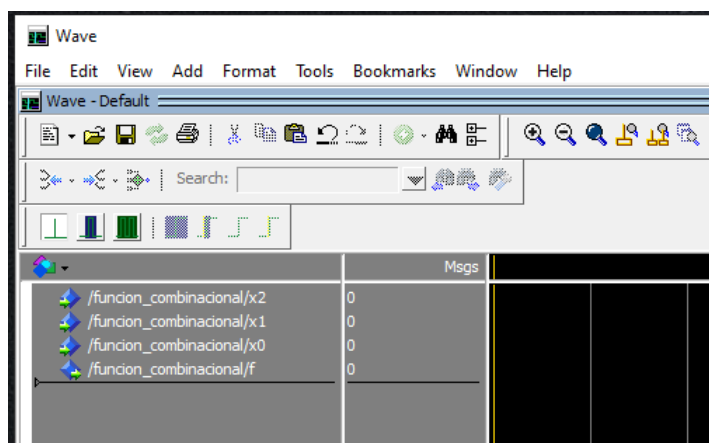 Wave
File Edit View Add Format Tools Bookmarks Window Help
Wave - Default
Search:
Msgs
/funcion_combinacional/x2 0
/funcion_combinacional/x1 0
/funcion_combinacional/x0 0
/funcion_combinacional/f 0